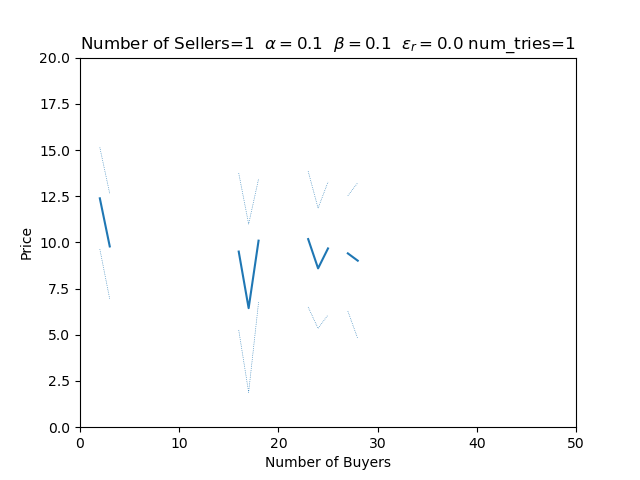 Number of Sellers=1 α = 0.1 β = 0.1 εr = 0.0 num_tries=1
20.0
17.5
15.0
12.5
10.0
7.5
5.0
2.5
0.0
Price
0 10 20 30 40 50
Number of Buyers